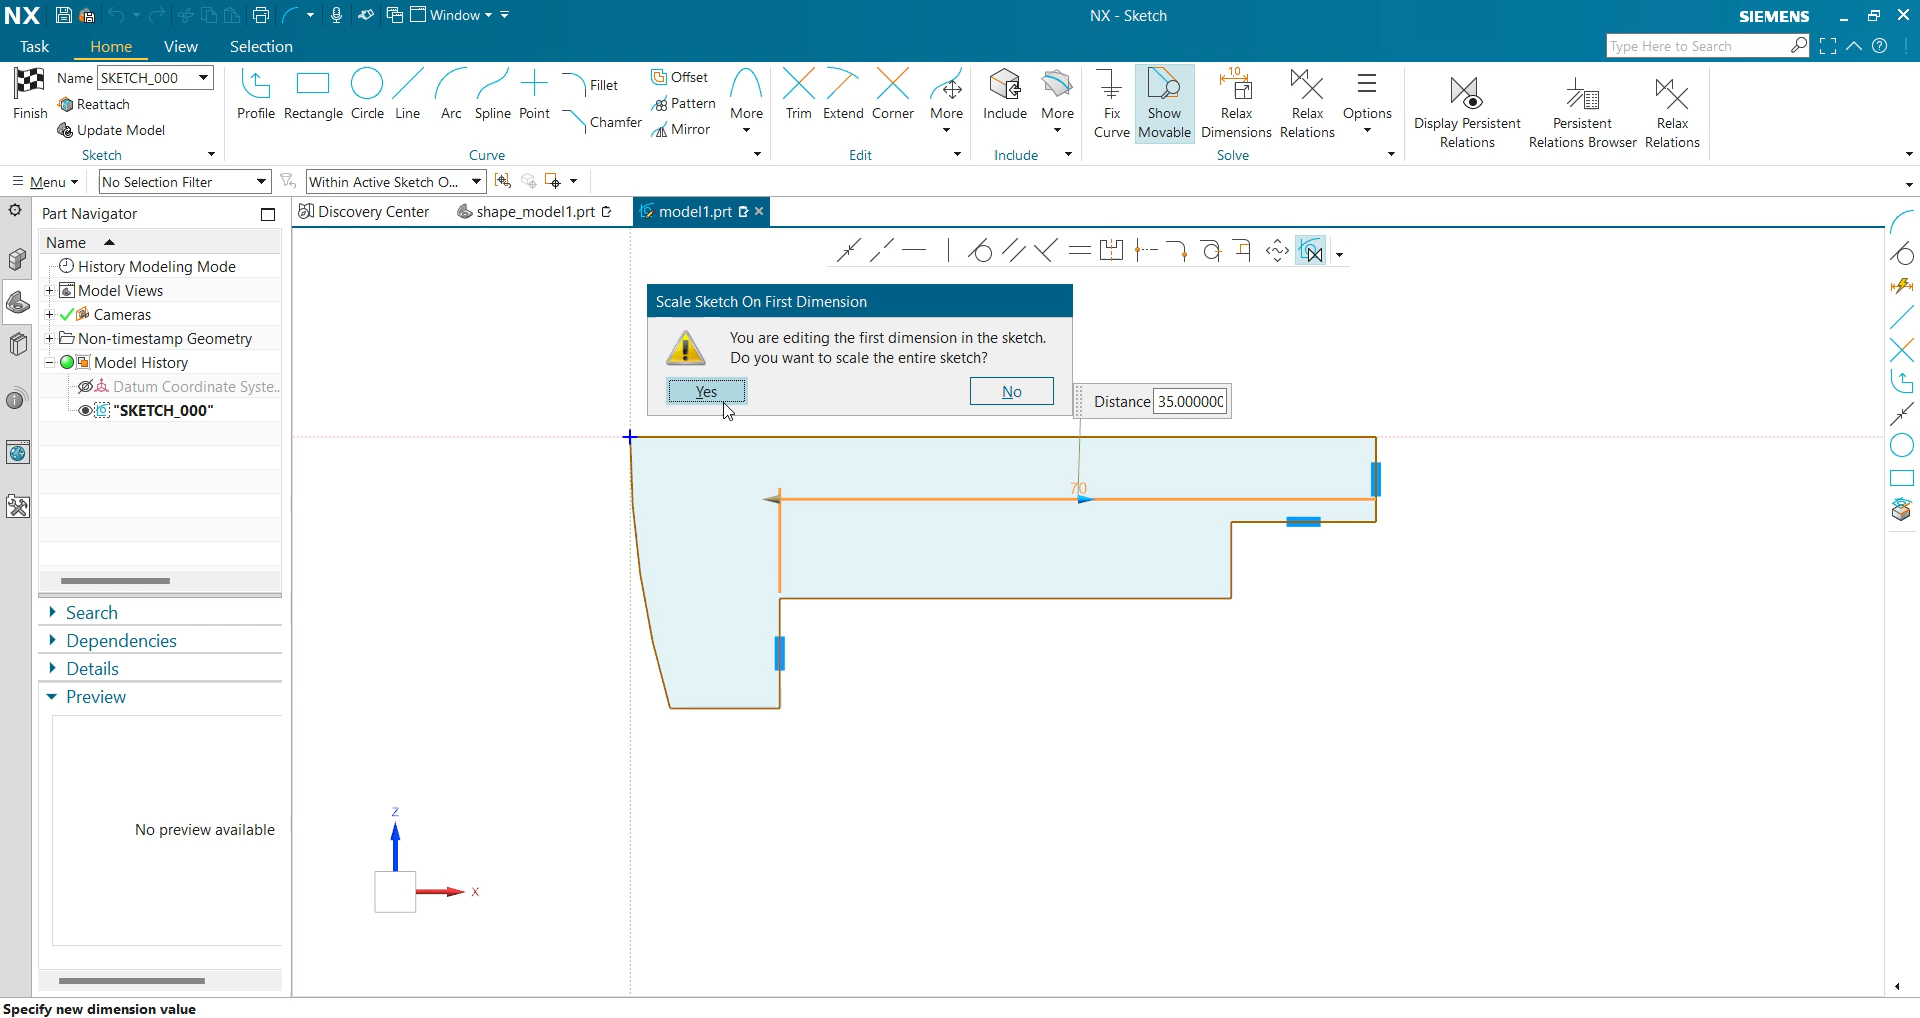 NX Window NX - Sketch SIEMENS
Task Home View Selection Type Here to Search
Finish Name SKETCH_000
Reattach
Update Model
Sketch
Profile Rectangle Circle Line Arc Spline Point
Fillet
Chamfer
Offset
Pattern
Mirror
More
Curve
Trim Extend Corner More
Edit
Include More
Include
Fix Curve
Show Movable
1,0
Relax Dimensions
Relax Relations
Options
Solve
Display Persistent Relations
Persistent Relations Browser
Relax Relations
Menu No Selection Filter Within Active Sketch O...
Part Navigator
Discovery Center shape_model1.prt model1.prt
Name
History Modeling Mode
Model Views
Cameras
Non-timestamp Geometry
Model History
Datum Coordinate Syste..
"SKETCH_000"
Scale Sketch On First Dimension
You are editing the first dimension in the sketch.
Do you want to scale the entire sketch?
Yes No
Distance 35.000000
70
Search
Dependencies
Details
Preview
No preview available
Z
X
Specify new dimension value